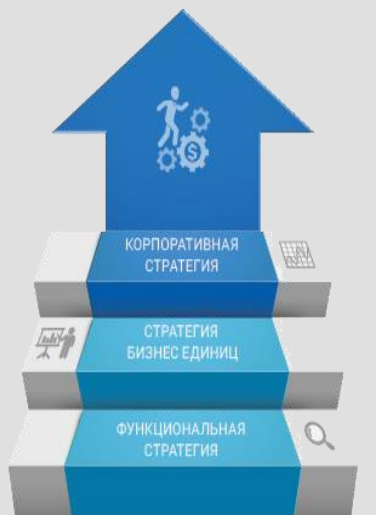 $
КОРПОРАТИВНАЯ
СТРАТЕГИЯ
СТРАТЕГИЯ
БИЗНЕС ЕДИНИЦ
ФУНКЦИОНАЛЬНАЯ
СТРАТЕГИЯ